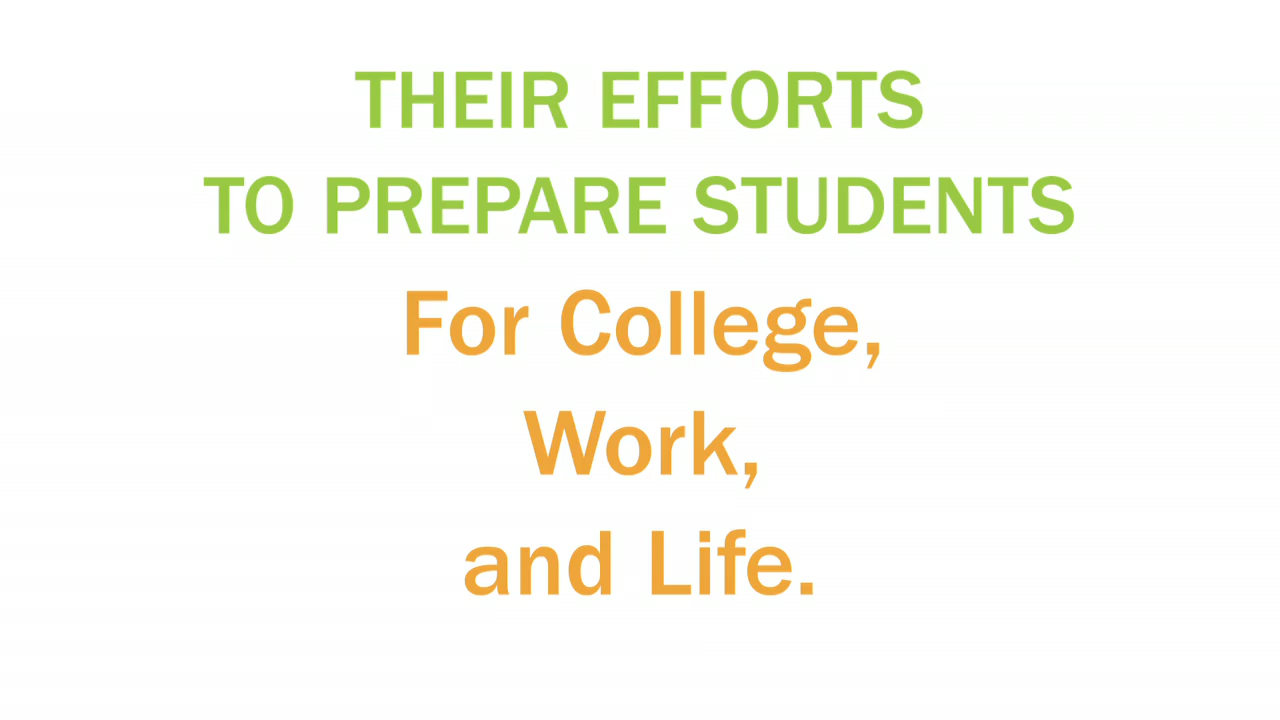 THEIR EFFORTS
TO PREPARE STUDENTS
For College,
Work,
and Life.